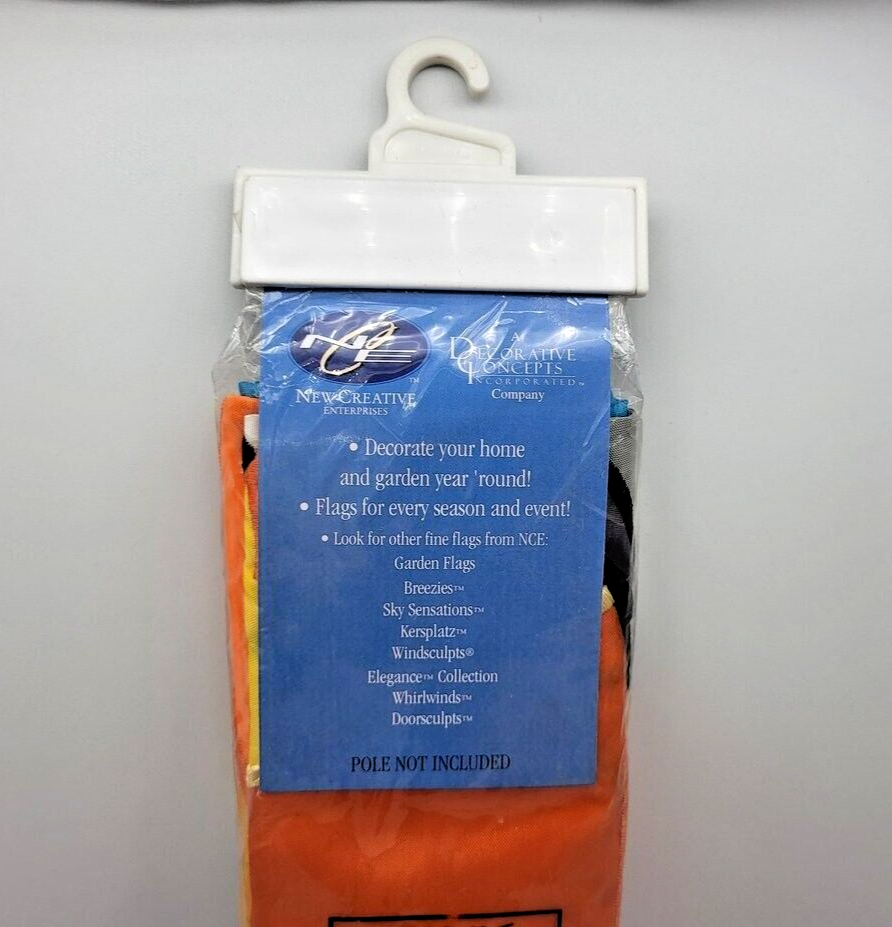 NCE™
NEW CREATIVE
ENTERPRISES
A
DECORATIVE
CONCEPTS
INCORPORATED™
Company
• Decorate your home
and garden year 'round!
• Flags for every season and event!
• Look for other fine flags from NCE:
Garden Flags
Breezies™
Sky Sensations™
Kersplatz™
Windsculpts®
Elegance™ Collection
Whirlwinds™
Doorsculpts™
POLE NOT INCLUDED